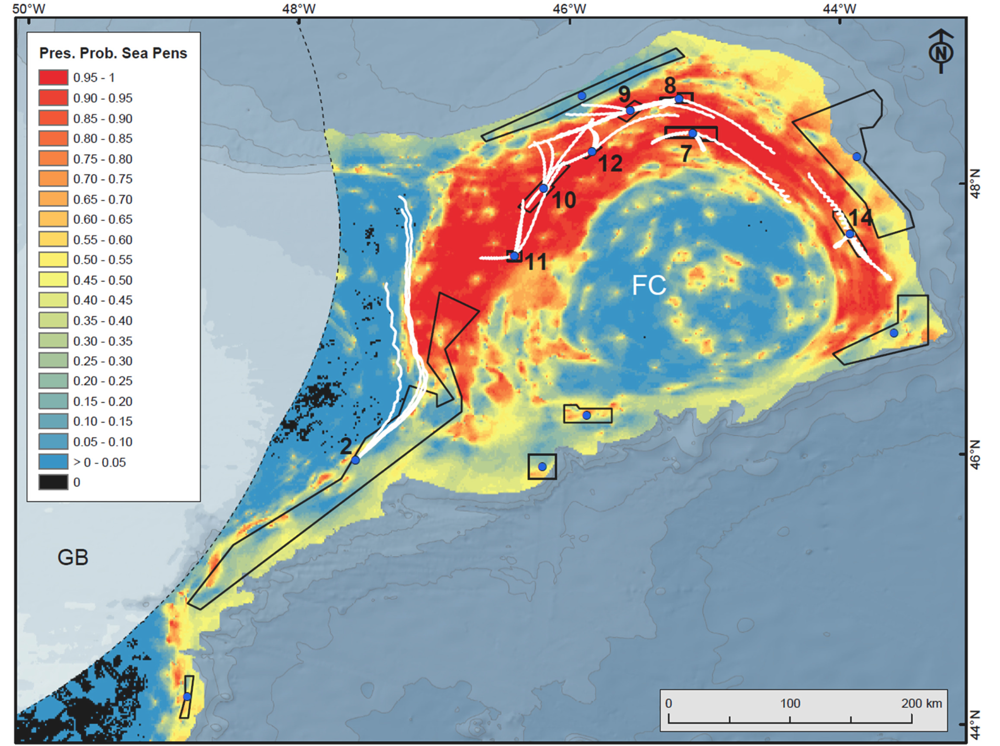 50°W 48°W 46°W 44°W
N
Pres. Prob. Sea Pens
0.95 - 1
0.90 - 0.95
0.85 - 0.90
0.80 - 0.85
0.75 - 0.80
0.70 - 0.75
0.65 - 0.70
0.60 - 0.65
0.55 - 0.60
0.50 - 0.55
0.45 - 0.50
0.40 - 0.45
0.35 - 0.40
0.30 - 0.35
0.25 - 0.30
0.20 - 0.25
0.15 - 0.20
0.10 - 0.15
0.05 - 0.10
> 0 - 0.05
0
8
9
7
12
48°N
10
14
11
FC
2
46°N
GB
0 100 200 km
44°N